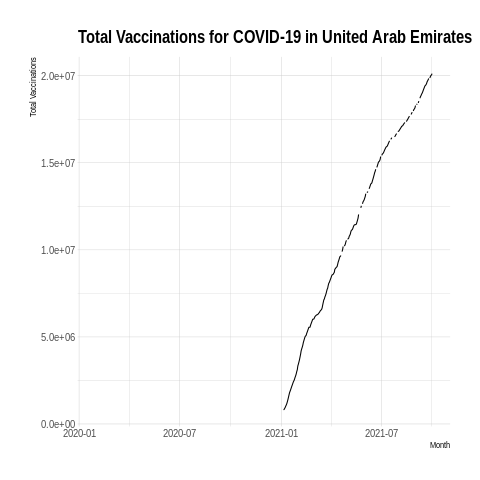 Total Vaccinations for COVID-19 in United Arab Emirates
Total Vaccinations
2.0e+07
1.5e+07
1.0e+07
5.0e+06
0.0e+00
2020-01 2020-07 2021-01 2021-07
Month